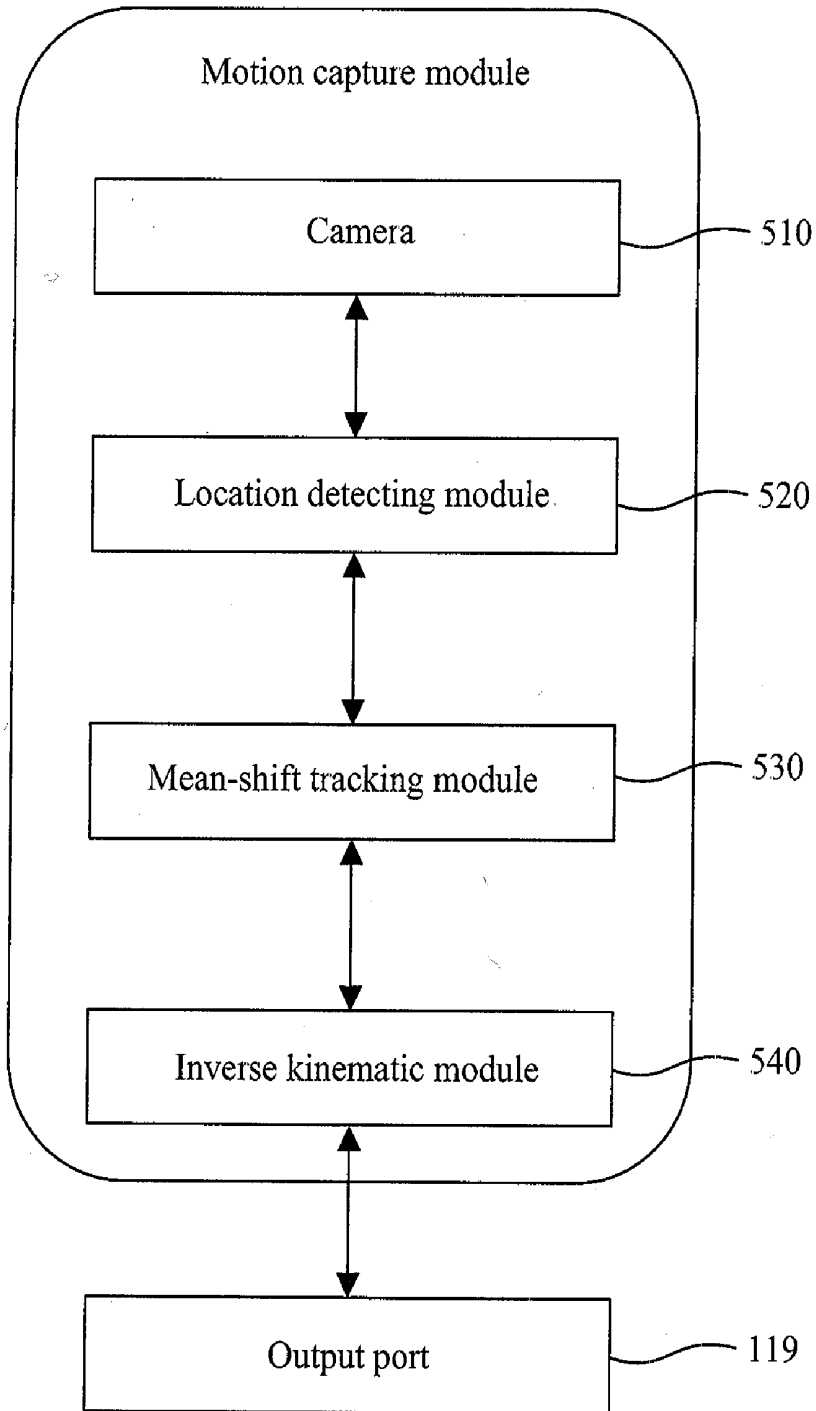 Motion capture module
Camera
510
Location detecting module
520
Mean-shift tracking module
530
Inverse kinematic module
540
Output port
119